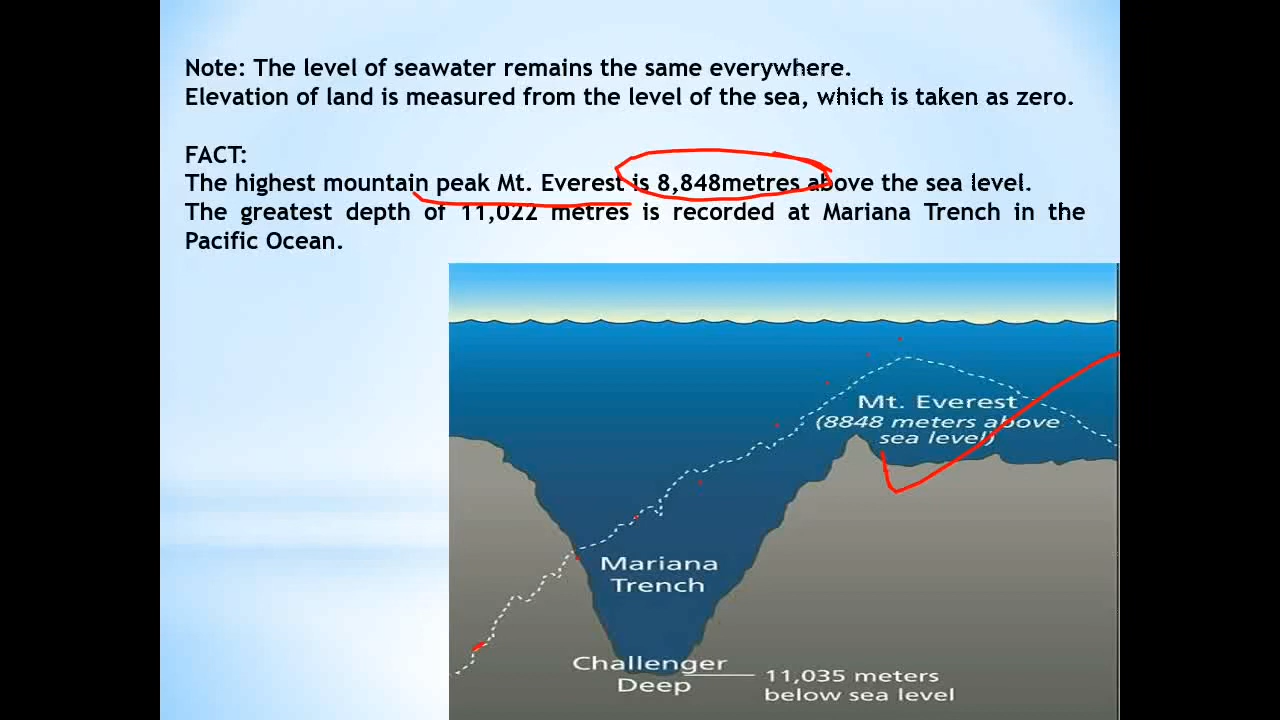 Note: The level of seawater remains the same everywhere.
Elevation of land is measured from the level of the sea, which is taken as zero.
FACT:
The highest mountain peak Mt. Everest is 8,848metres above the sea level.
The greatest depth of 11,022 metres is recorded at Mariana Trench in the
Pacific Ocean.
Mt. Everest
(8848 meters above
sea level)
Mariana
Trench
Challenger
Deep
11,035 meters
below sea level